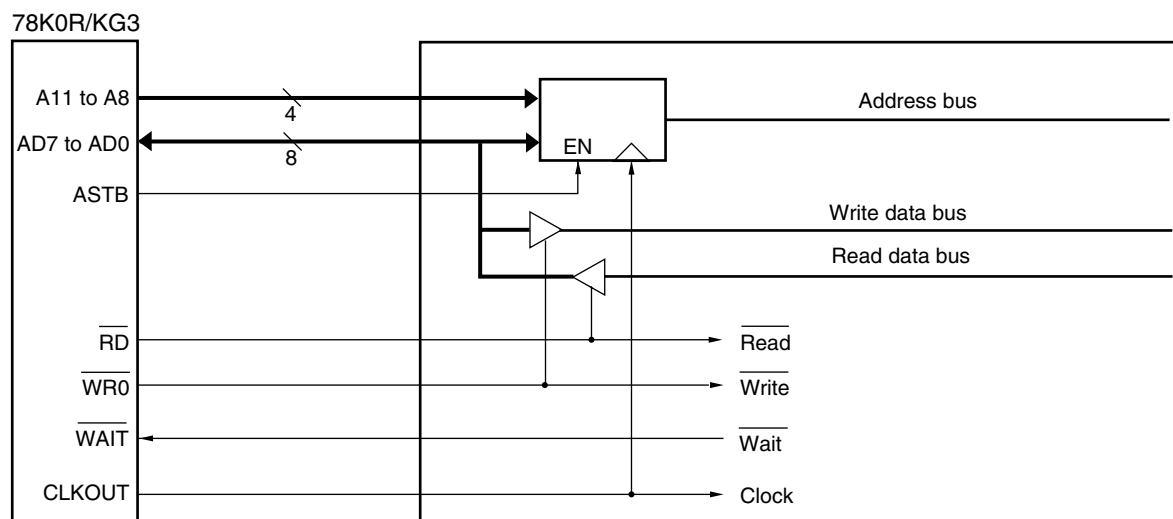 78K0R/KG3
A11 to A8
4
Address bus
AD7 to AD0
8
EN
ASTB
Write data bus
Read data bus
RD
Read
WR0
Write
WAIT
Wait
CLKOUT
Clock